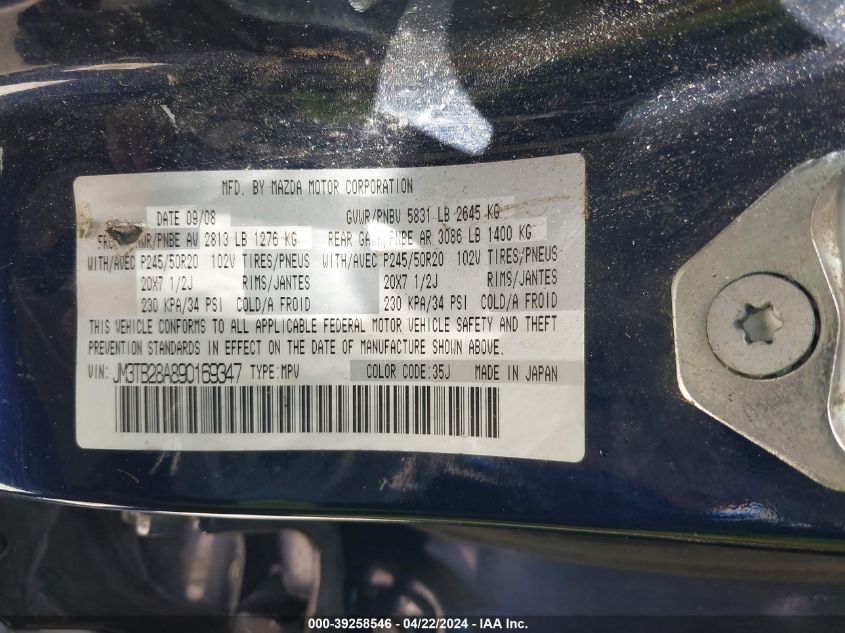 MFD. BY MAZDA MOTOR CORPORATION
DATE 09/08 GVWR/PNBV 5831 LB 2645 KG
/PNBE AV 2813 LB 1276 KG REAR /PNBE AR 3086 LB 1400 KG
WITH/AVEC P245/50R20 102V TIRES/PNEUS WITH/AVEC P245/50R20 102V TIRES/PNEUS
20X7 1/2J RIMS/JANTES 20X7 1/2J RIMS/JANTES
230 KPA/34 PSI COLD/A FROID 230 KPA/34 PSI COLD/A FROID
THIS VEHICLE CONFORMS TO ALL APPLICABLE FEDERAL MOTOR VEHICLE SAFETY AND THEFT
PREVENTION STANDARDS IN EFFECT ON THE DATE OF MANUFACTURE SHOWN ABOVE.
VIN: JM3TB28A890169347 TYPE:MPV COLOR CODE:35J MADE IN JAPAN
000-39258546 - 04/22/2024 - IAA Inc.